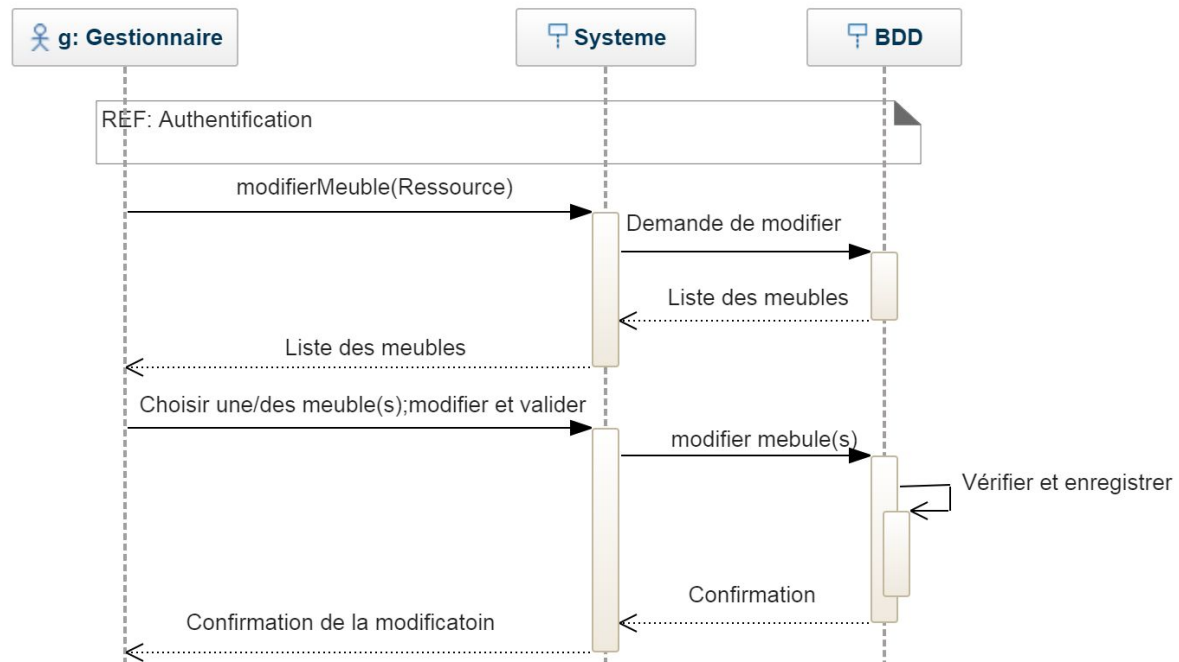 g: Gestionnaire
Systeme
BDD
REF: Authentification
modifierMeuble(Ressource)
Demande de modifier
Liste des meubles
Liste des meubles
Choisir une/des meuble(s);modifier et valider
modifier mebule(s)
Vérifier et enregistrer
Confirmation
Confirmation de la modificatoin